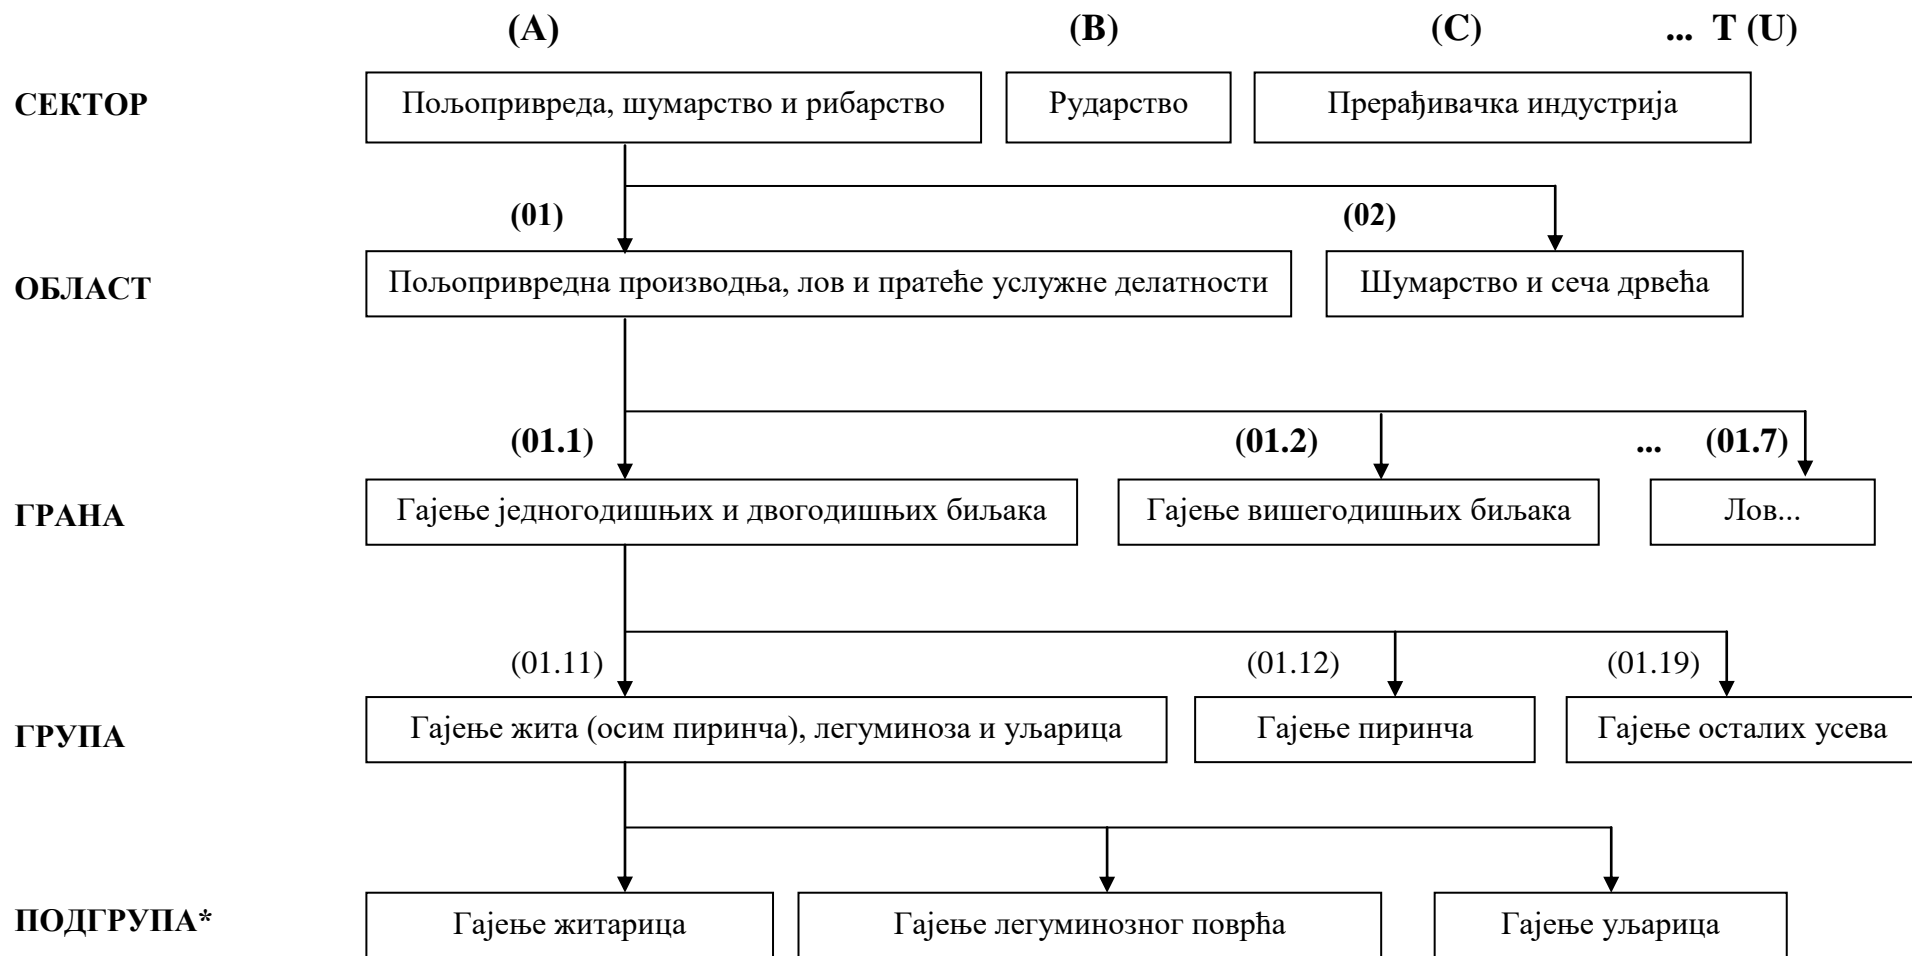 (A) (B) (C) ... T (U)
СЕКТОР Пољопривреда, шумарство и рибарство Рударство Прерађивачка индустрија
(01) (02)
ОБЛАСТ Пољопривредна производња, лов и пратеће услужне делатности Шумарство и сеча дрвећа
(01.1) (01.2) ... (01.7)
ГРАНА Гајење једногодишњих и двогодишњих биљака Гајење вишегодишњих биљака Лов...
(01.11) (01.12) (01.19)
ГРУПА Гајење жита (осим пиринча), легуминоза и уљарица Гајење пиринча Гајење осталих усева
ПОДГРУПА* Гајење житарица Гајење легуминозног поврћа Гајење уљарица